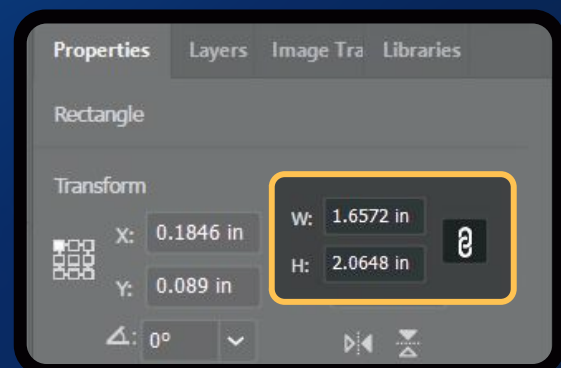 Properties Layers Image Tra Libraries
Rectangle
Transform
X: 0.1846 in W: 1.6572 in
Y: 0.089 in H: 2.0648 in
: 0°